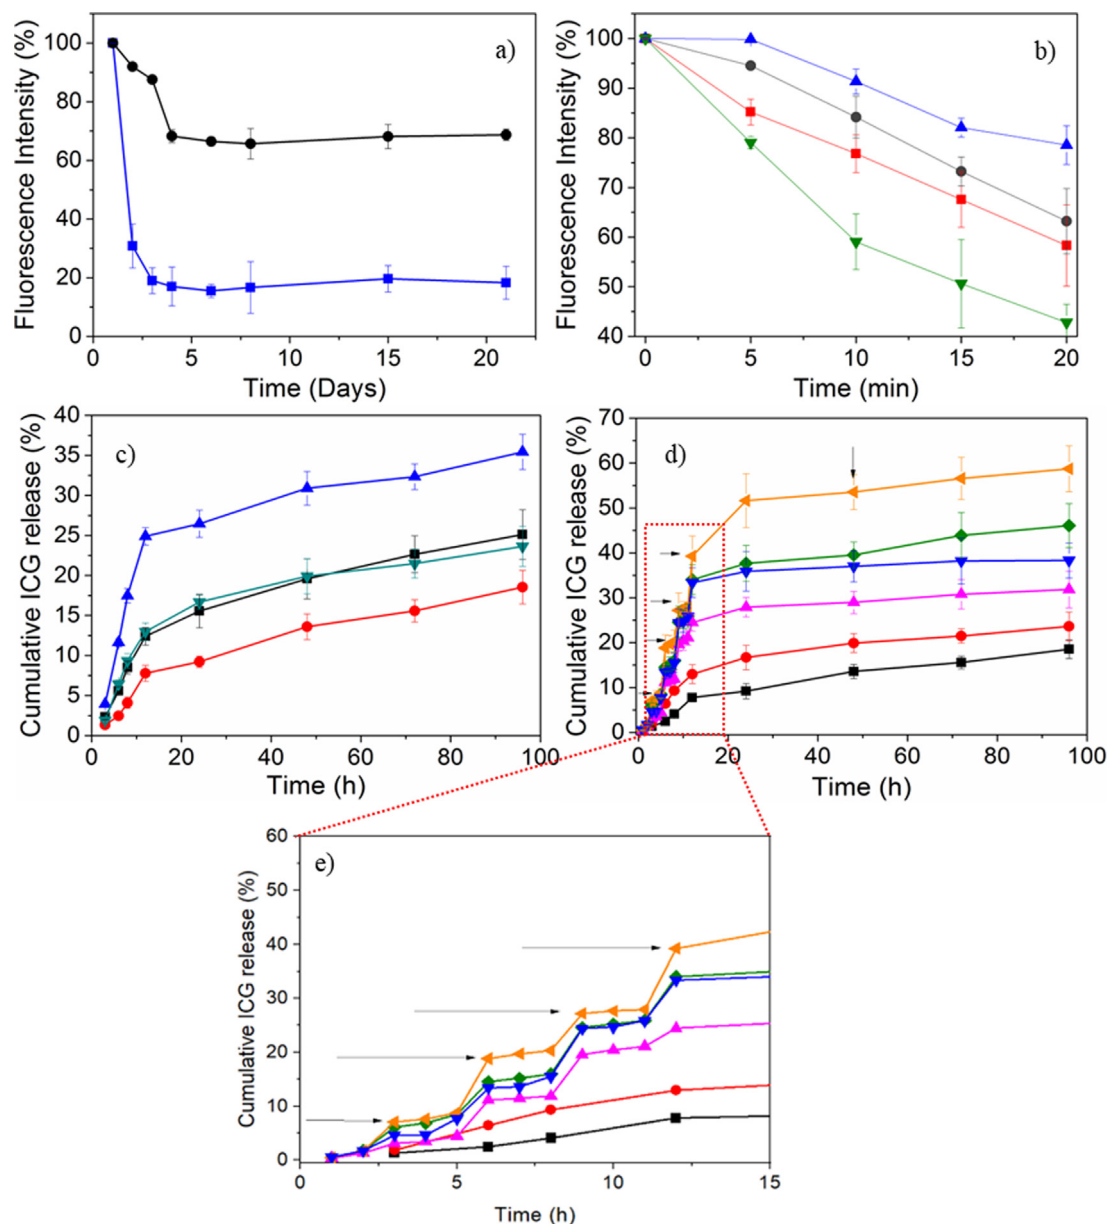 a)
Fluorescence Intensity (%)
100
80
60
40
20
0
0 5 10 15 20
Time (Days)
b)
Fluorescence Intensity (%)
100
90
80
70
60
50
40
0 5 10 15 20
Time (min)
c)
Cumulative ICG release (%)
40
35
30
25
20
15
10
5
0
0 20 40 60 80 100
Time (h)
d)
Cumulative ICG release (%)
70
60
50
40
30
20
10
0
0 20 40 60 80 100
Time (h)
e)
Cumulative ICG release (%)
60
50
40
30
20
10
0
5 10 15
Time (h)